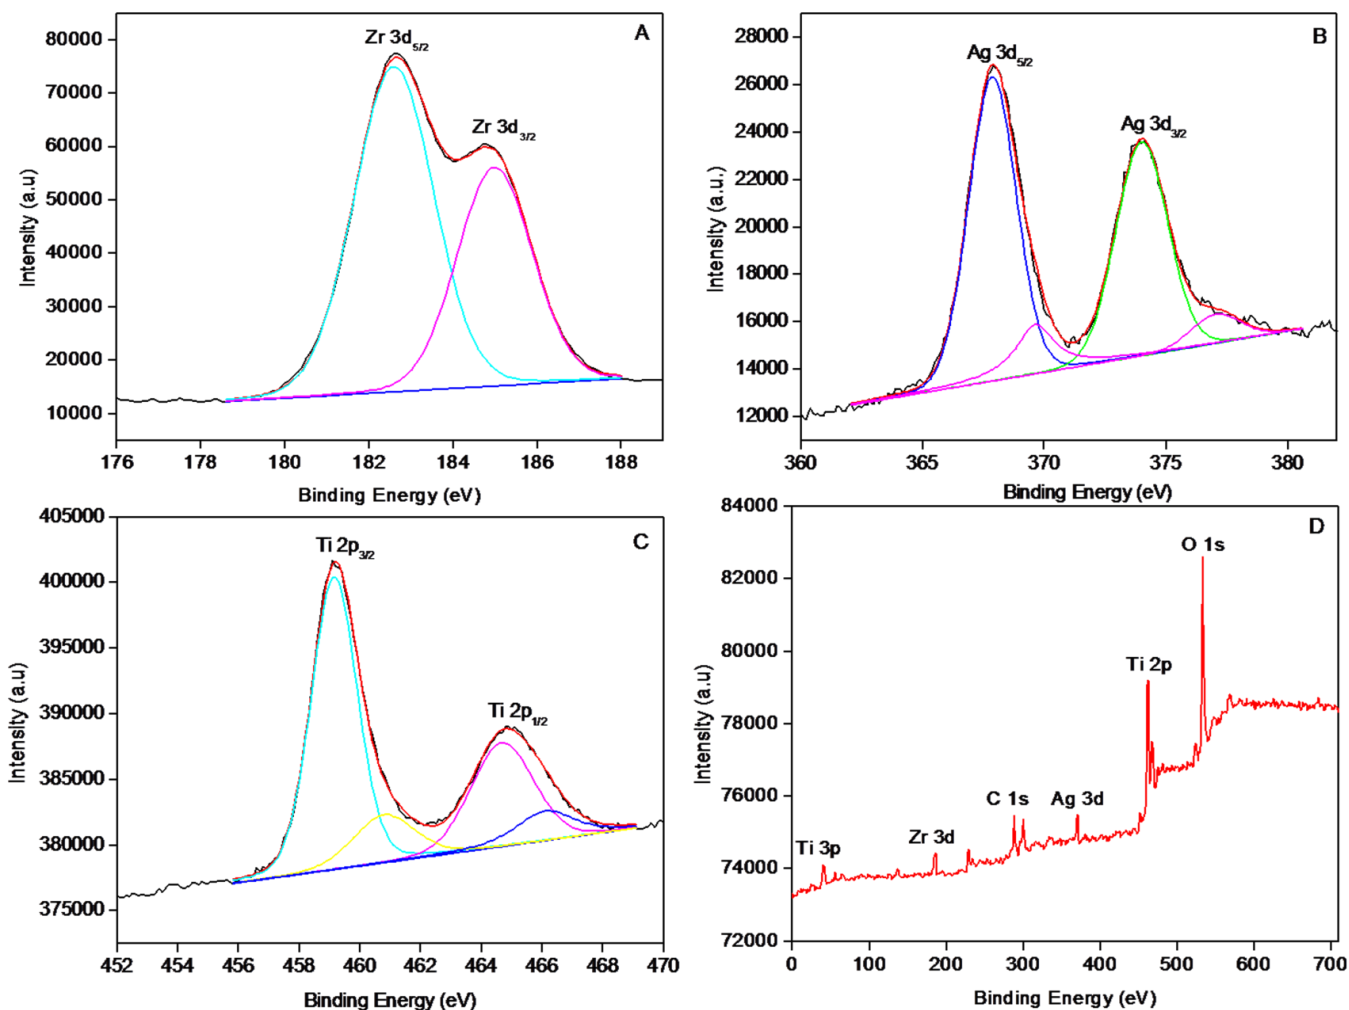 A
Zr 3d5/2
Zr 3d3/2
80000
70000
60000
50000
40000
30000
20000
10000
Intensity (a.u)
176 180 182 184 186 188
Binding Energy (eV)
B
Ag 3d5/2
Ag 3d3/2
28000
26000
24000
22000
20000
18000
16000
14000
12000
Intensity (a.u.)
360 365 370 375 380
Binding Energy (eV)
C
Ti 2p3/2
Ti 2p1/2
405000
400000
395000
390000
385000
380000
375000
Intensity (a.u)
452 454 456 458 460 462 464 466 468 470
Binding Energy (eV)
D
O 1s
Ti 2p
C 1s Ag 3d
Zr 3d
Ti 3p
84000
82000
80000
78000
76000
74000
72000
Intensity (a.u)
0 100 200 300 400 500 600 700
Binding Energy (eV)